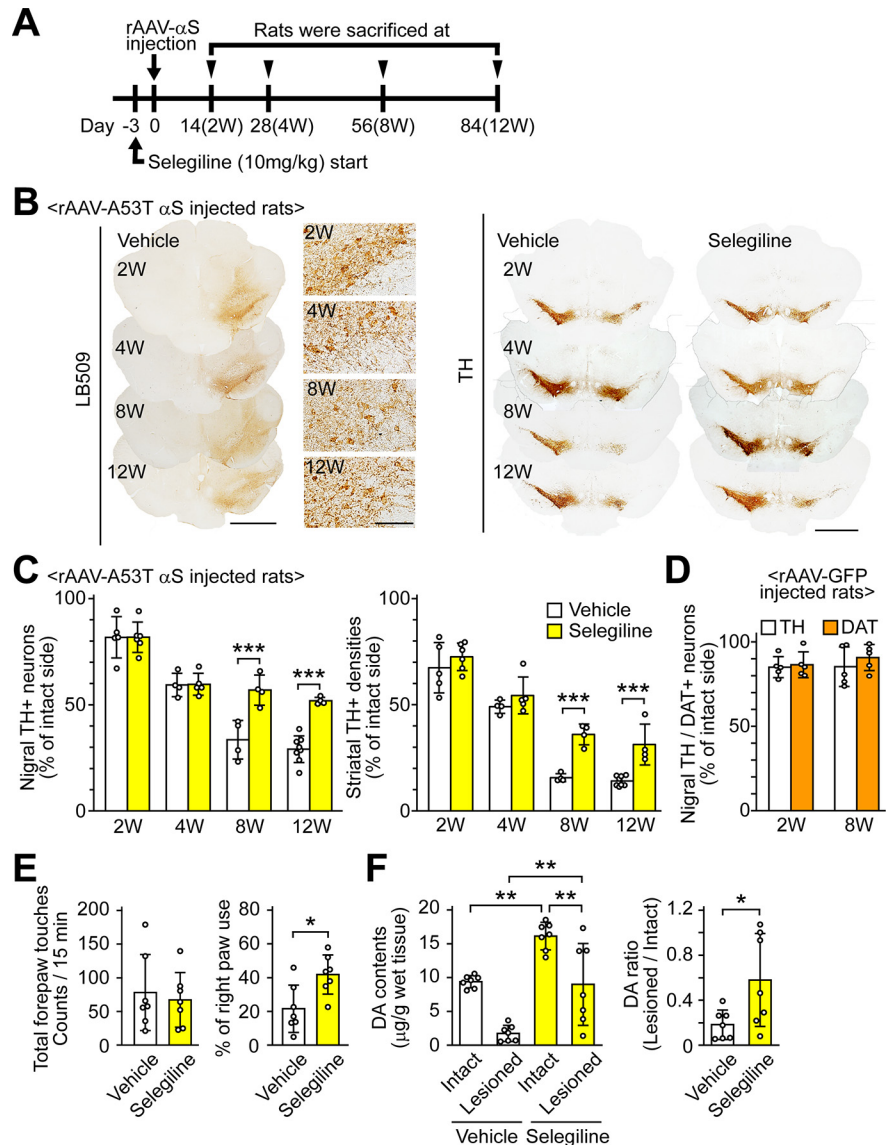 A
rAAV-αS
injection
Rats were sacrificed at
Day -3 0 14(2W) 28(4W) 56(8W) 84(12W)
Selegiline (10mg/kg) start
B
<rAAV-A53T αS injected rats>
LB509
Vehicle
2W
4W
8W
12W
2W
4W
8W
12W
TH
Vehicle
Selegiline
2W
4W
8W
12W
C
<rAAV-A53T αS injected rats>
Nigral TH+ neurons
(% of intact side)
100
50
0
***
***
2W 4W 8W 12W
Striatal TH+ densities
(% of intact side)
100
50
0
Vehicle
Selegiline
***
***
2W 4W 8W 12W
D
<rAAV-GFP
injected rats>
TH DAT
Nigral TH / DAT+ neurons
(% of intact side)
100
50
0
2W 8W
E
Total forepaw touches
Counts / 15 min
200
150
100
50
0
Vehicle
Selegiline
% of right paw use
80
60
40
20
0
*
Vehicle
Selegiline
F
DA contents
(μg/g wet tissue)
20
15
10
5
0
**
** **
Intact
Lesioned
Intact
Lesioned
Vehicle Selegiline
DA ratio
(Lesioned / Intact)
1.2
0.8
0.4
0
*
Vehicle
Selegiline